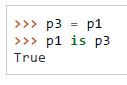 >>> p3 = p1
>>> p1 is p3
True